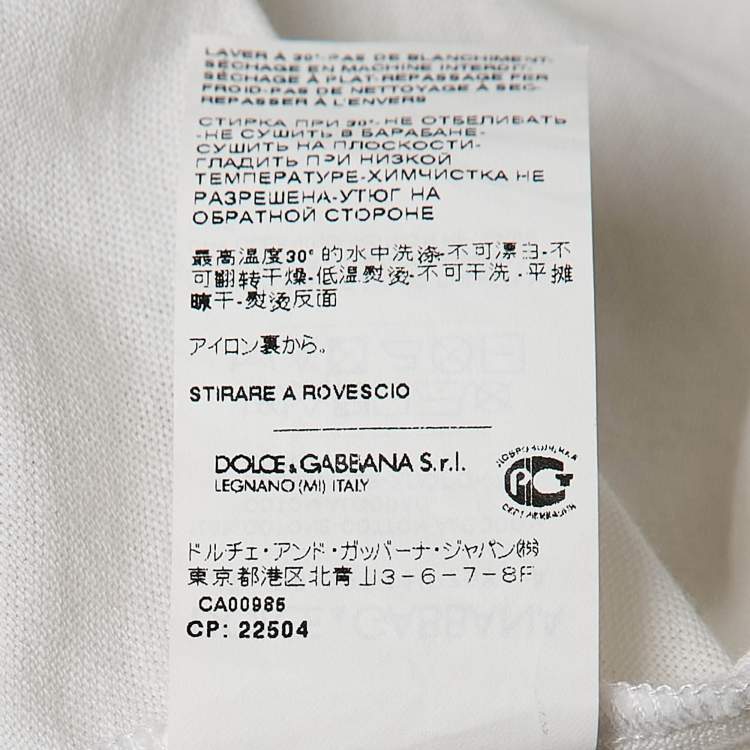 LAVER À 30°-PAS DE BLANCHIMENT-
SÉCHAGE EN MACHINE INTERDIT-
SÉCHAGE À PLAT-REPASSAGE FER
FROID-PAS DE NETTOYAGE À SEC-
REPASSER À L'ENVERS
СТИРКА ПРИ 30°-НЕ ОТБЕЛИВАТЬ
-НЕ СУШИТЬ В БАРАБАНЕ-
СУШИТЬ НА ПЛОСКОСТИ-
ГЛАДИТЬ ПРИ НИЗКОЙ
ТЕМПЕРАТУРЕ-ХИМЧИСТКА НЕ
РАЗРЕШЕНА-УТЮГ НА
ОБРАТНОЙ СТОРОНЕ
最高温度30°的水中洗涤-不可漂白-不
可翻转干燥-低温熨烫-不可干洗-平摊
晾干-熨烫反面
アイロン裏から。
STIRARE A ROVESCIO
DOLCE & GABBANA S.r.l.
LEGNANO (MI) ITALY
ДОБРОВОЛЬНАЯ
РСТ
СЕРТИФИКАЦИЯ
ドルチェ・アンド・ガッバーナ・ジャパン㈱
東京都港区北青山3-6-7-8F
CA00985
CP: 22504